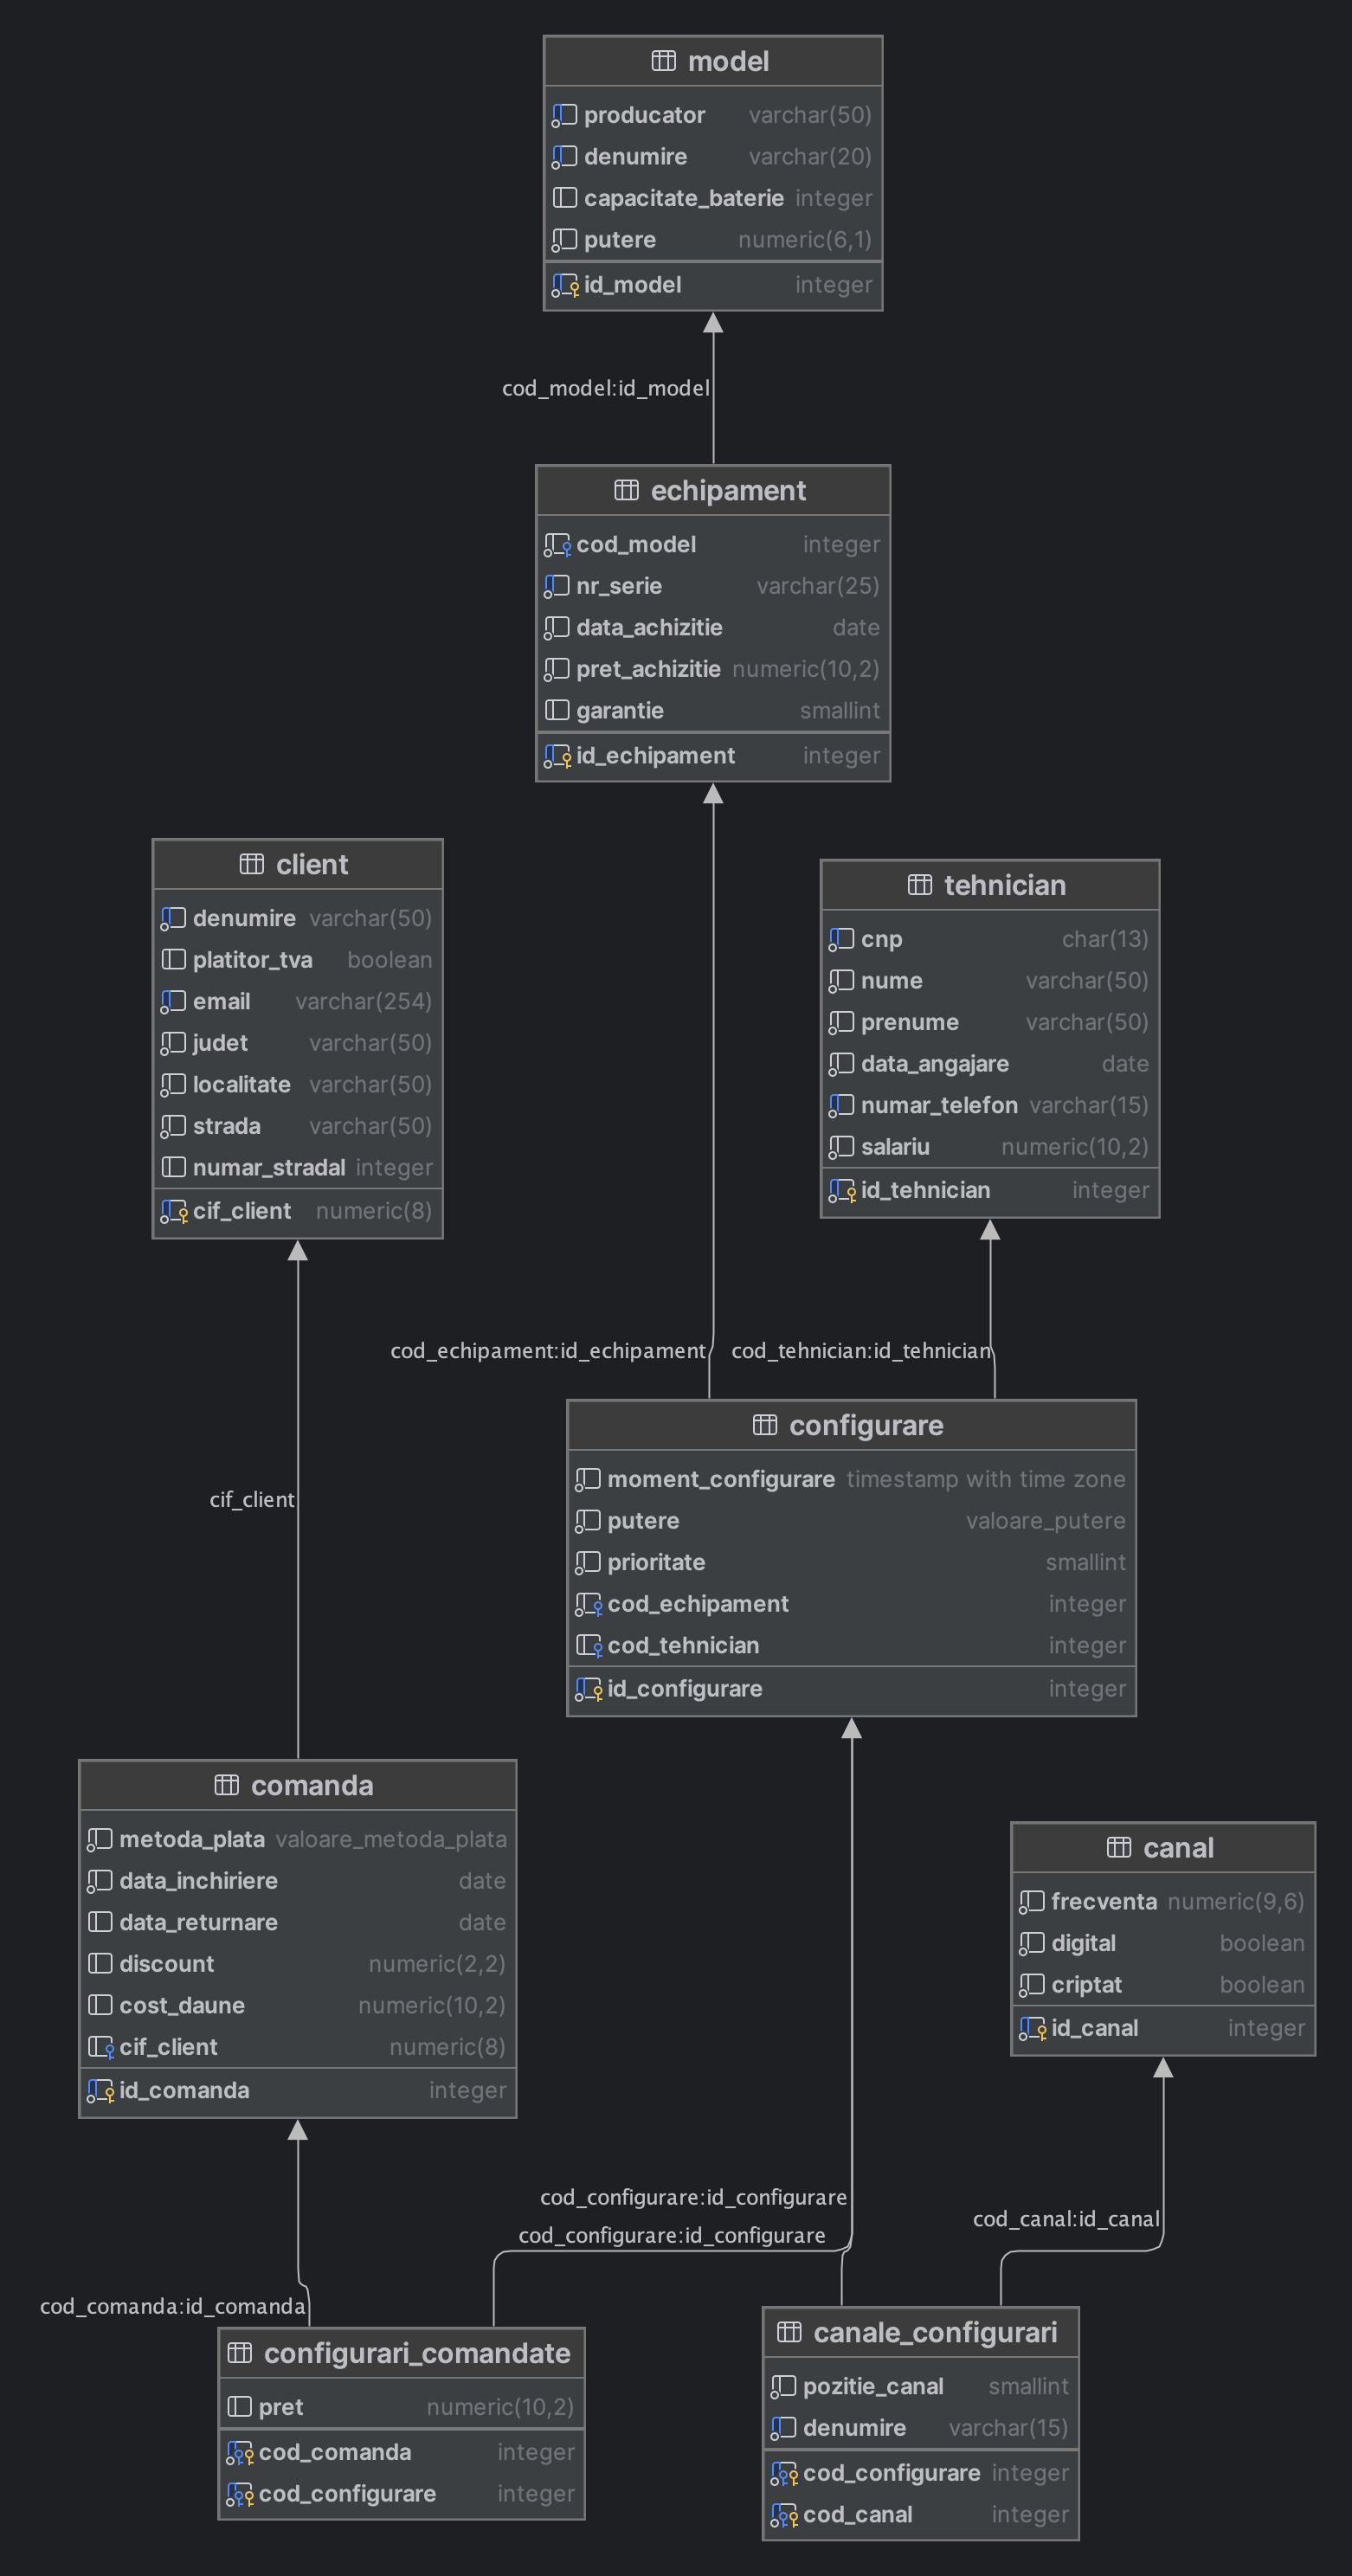 model
producator varchar(50)
denumire varchar(20)
capacitate_baterie integer
putere numeric(6,1)
id_model integer
cod_model:id_model
echipament
cod_model integer
nr_serie varchar(25)
data_achizitie date
pret_achizitie numeric(10,2)
garantie smallint
id_echipament integer
client
denumire varchar(50)
platitor_tva boolean
email varchar(254)
judet varchar(50)
localitate varchar(50)
strada varchar(50)
numar_stradal integer
cif_client numeric(8)
tehnician
cnp char(13)
nume varchar(50)
prenume varchar(50)
data_angajare date
numar_telefon varchar(15)
salariu numeric(10,2)
id_tehnician integer
cod_echipament:id_echipament
cod_tehnician:id_tehnician
configurare
moment_configurare timestamp with time zone
putere valoare_putere
prioritate smallint
cod_echipament integer
cod_tehnician integer
id_configurare integer
cif_client
comanda
metoda_plata valoare_metoda_plata
data_inchiriere date
data_returnare date
discount numeric(2,2)
cost_daune numeric(10,2)
cif_client numeric(8)
id_comanda integer
canal
frecventa numeric(9,6)
digital boolean
criptat boolean
id_canal integer
cod_configurare:id_configurare
cod_configurare:id_configurare
cod_canal:id_canal
cod_comanda:id_comanda
configurari_comandate
pret numeric(10,2)
cod_comanda integer
cod_configurare integer
canale_configurari
pozitie_canal smallint
denumire varchar(15)
cod_configurare integer
cod_canal integer